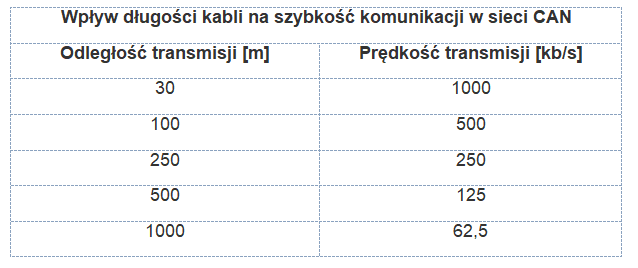 Wpływ długości kabli na szybkość komunikacji w sieci CAN
Odległość transmisji [m] Prędkość transmisji [kb/s]
30 1000
100 500
250 250
500 125
1000 62,5